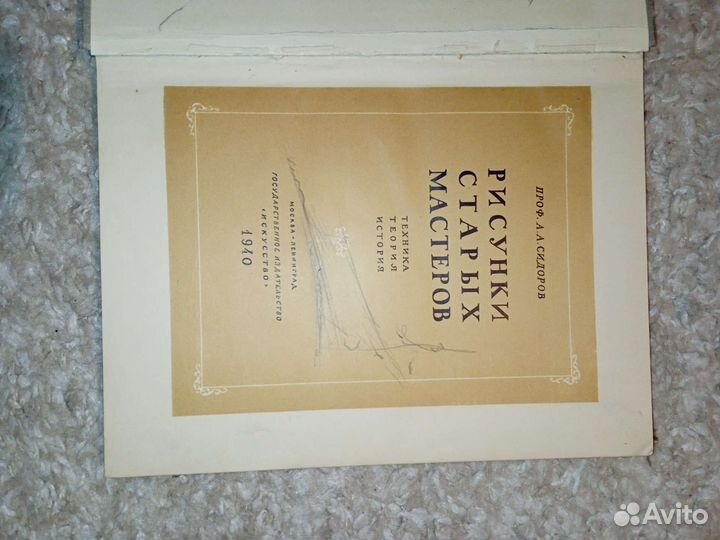 ПРОФ. А. А. СИДОРОВ
РИСУНКИ
СТАРЫХ
МАСТЕРОВ
ТЕХНИКА
ТЕОРИЯ
ИСТОРИЯ
МОСКВА-ЛЕНИНГРАД
ГОСУДАРСТВЕННОЕ ИЗДАТЕЛЬСТВО
«ИСКУССТВО»
1940
Avito